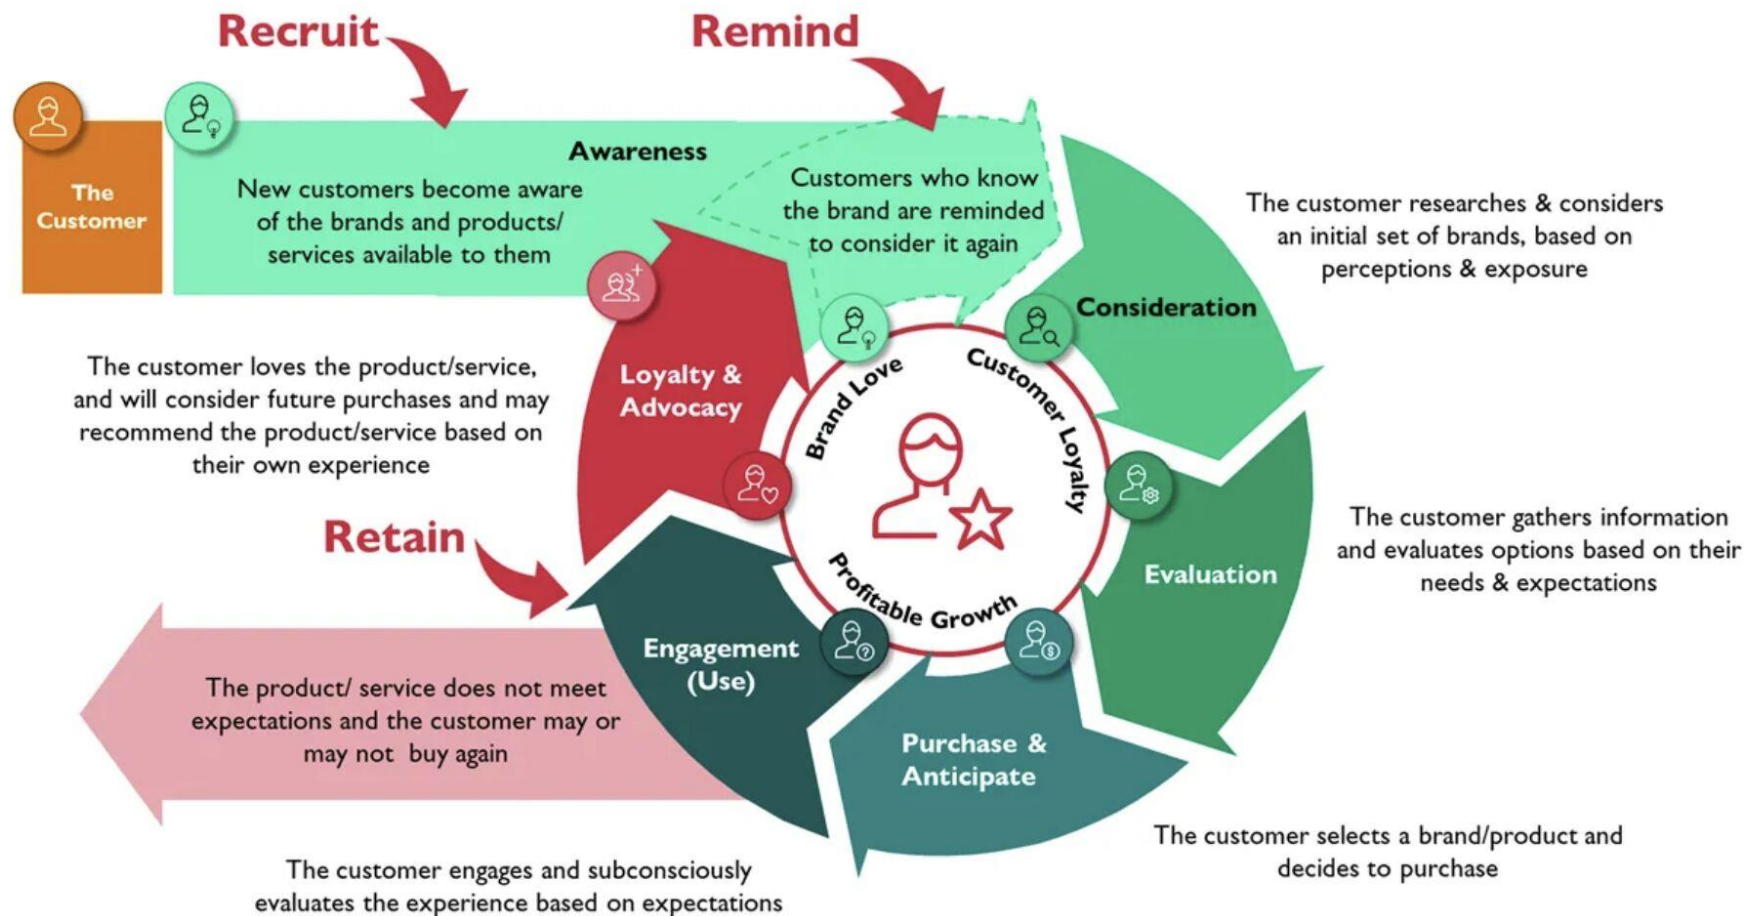 Recruit
Remind
The
Customer
Awareness
New customers become aware
of the brands and products/
services available to them
Customers who know
the brand are reminded
to consider it again
The customer researches & considers
an initial set of brands, based on
perceptions & exposure
Consideration
The customer loves the product/service,
and will consider future purchases and may
recommend the product/service based on
their own experience
Loyalty &
Advocacy
Brand Love
Customer Loyalty
Profitable Growth
The customer gathers information
and evaluates options based on their
needs & expectations
Evaluation
Retain
Engagement
(Use)
The product/ service does not meet
expectations and the customer may or
may not buy again
Purchase &
Anticipate
The customer selects a brand/product and
decides to purchase
The customer engages and subconsciously
evaluates the experience based on expectations
$
?